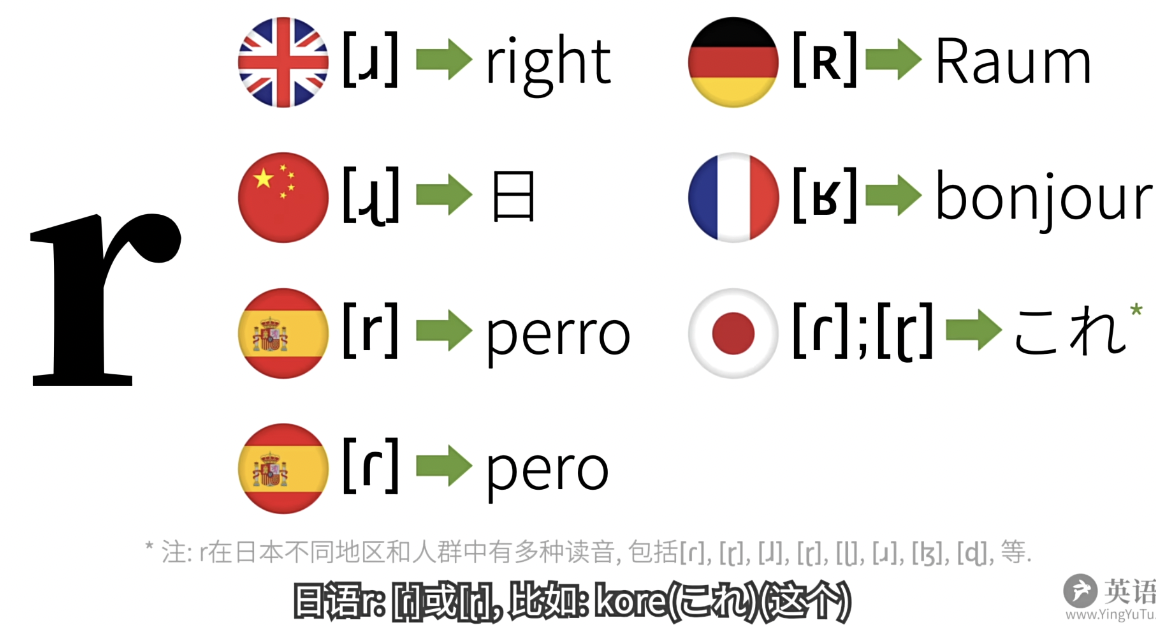 r
[ɹ] right
[ʀ] Raum
[ɻ] 日
[ʁ] bonjour
[r] perro
[ɾ];[ɽ] これ*
[ɾ] pero
* 注: r在日本不同地区和人群中有多种读音, 包括[ɾ], [ɽ], [ɺ], [ɽ], [ɭ], [ɹ], [ɮ], [ɖ], 等.
日语r: [ɾ]或[ɽ], 比如: kore(これ)(这个)
英语
www.YingYuTu.